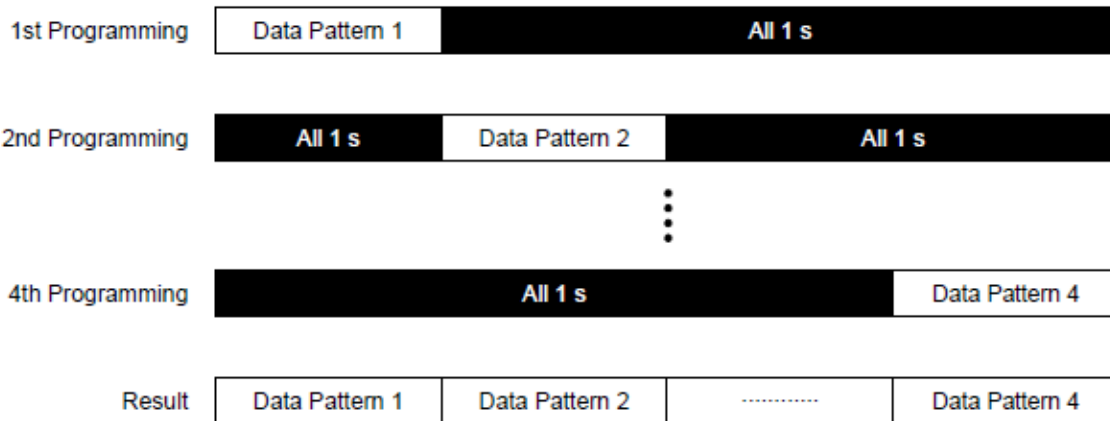 1st Programming Data Pattern 1 All 1 s
2nd Programming All 1 s Data Pattern 2 All 1 s
4th Programming All 1 s Data Pattern 4
Result Data Pattern 1 Data Pattern 2 ............ Data Pattern 4